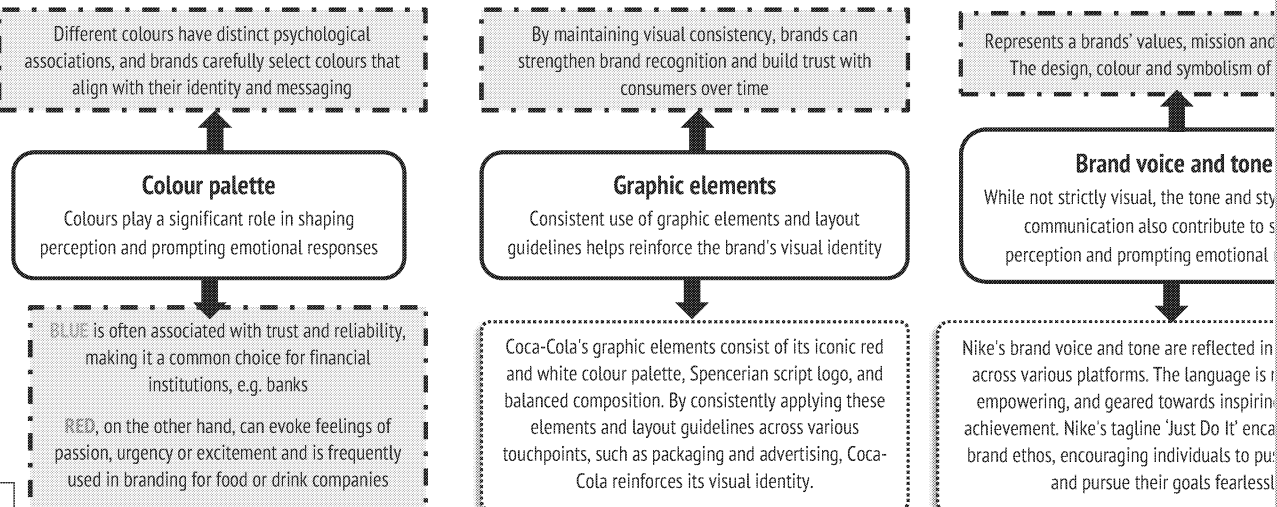 Different colours have distinct psychological
associations, and brands carefully select colours that
align with their identity and messaging
Colour palette
Colours play a significant role in shaping
perception and prompting emotional responses
BLUE is often associated with trust and reliability,
making it a common choice for financial
institutions, e.g. banks
RED, on the other hand, can evoke feelings of
passion, urgency or excitement and is frequently
used in branding for food or drink companies
By maintaining visual consistency, brands can
strengthen brand recognition and build trust with
consumers over time
Graphic elements
Consistent use of graphic elements and layout
guidelines helps reinforce the brand's visual identity
Coca-Cola's graphic elements consist of its iconic red
and white colour palette, Spencerian script logo, and
balanced composition. By consistently applying these
elements and layout guidelines across various
touchpoints, such as packaging and advertising, Coca-
Cola reinforces its visual identity.
Represents a brands' values, mission and
The design, colour and symbolism of
Brand voice and tone
While not strictly visual, the tone and
communication also contribute to
perception and prompting emotional
Nike's brand voice and tone are reflected in
across various platforms. The language is
empowering, and geared towards
achievement. Nike's tagline ‘Just Do It’
brand ethos, encouraging individuals to
and pursue their goals